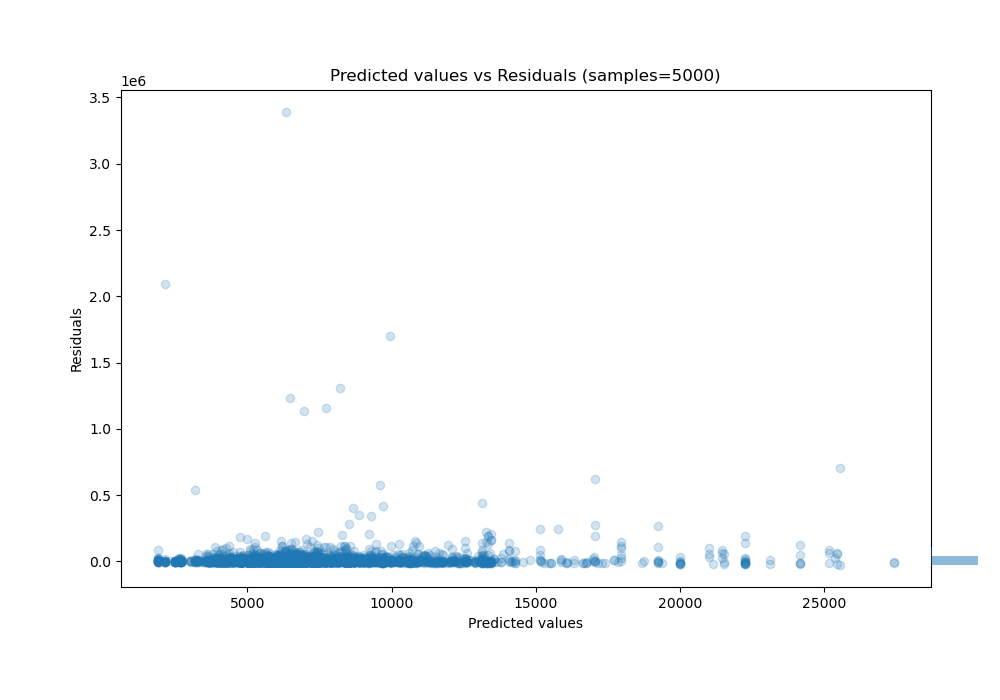 Predicted values vs Residuals (samples=5000)
1e6
3.5
3.0
2.5
2.0
1.5
1.0
0.5
0.0
Residuals
5000 10000 15000 20000 25000
Predicted values